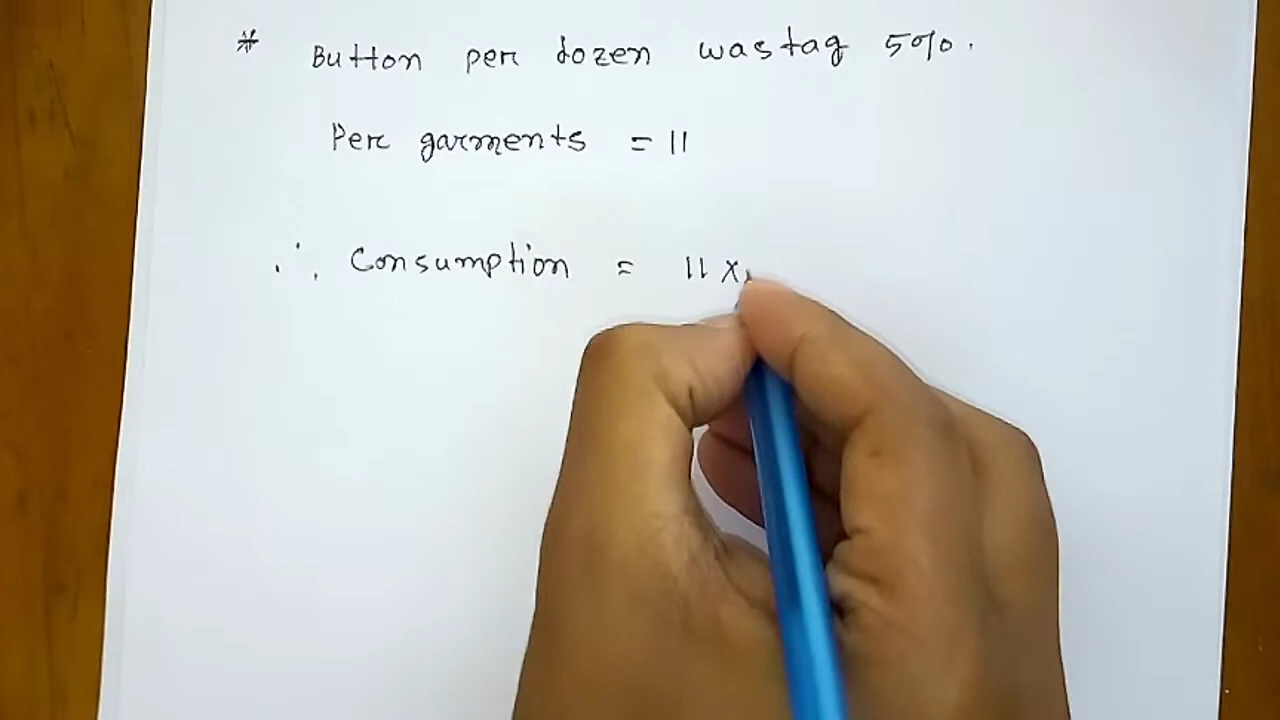 * Button per dozen wastag 5%.
Per garments = 11
∴ Consumption = 11 x